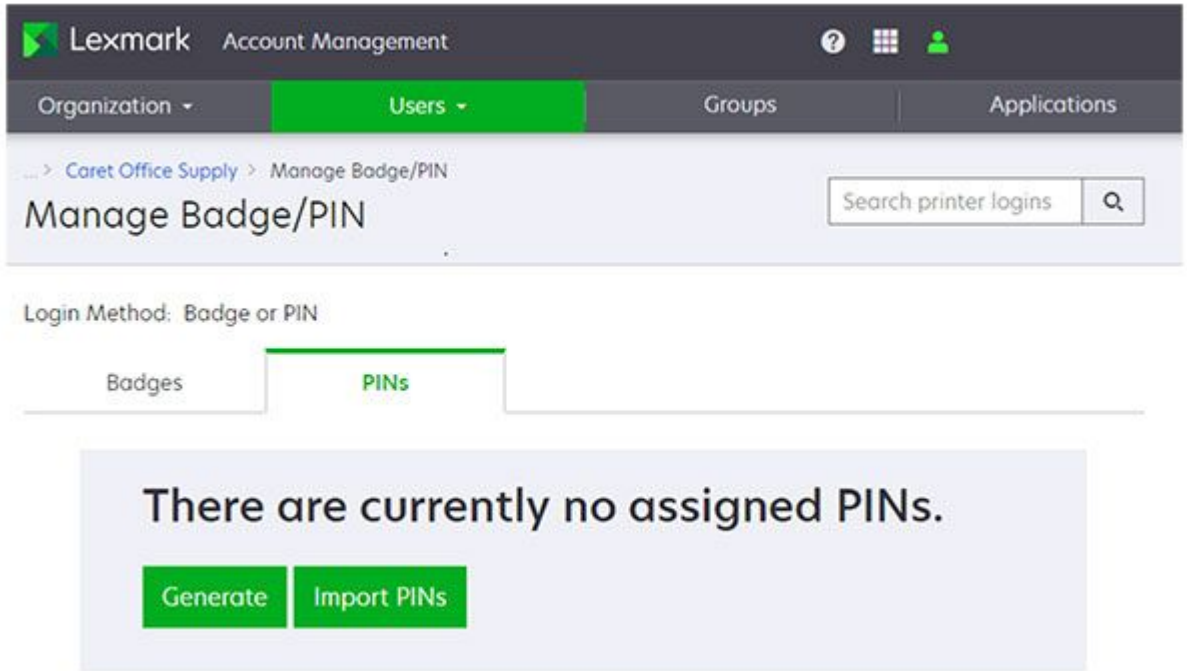 Lexmark Account Management
Organization Users Groups Applications
... > Caret Office Supply > Manage Badge/PIN
Manage Badge/PIN
Search printer logins
Login Method: Badge or PIN
Badges PINs
There are currently no assigned PINs.
Generate Import PINs